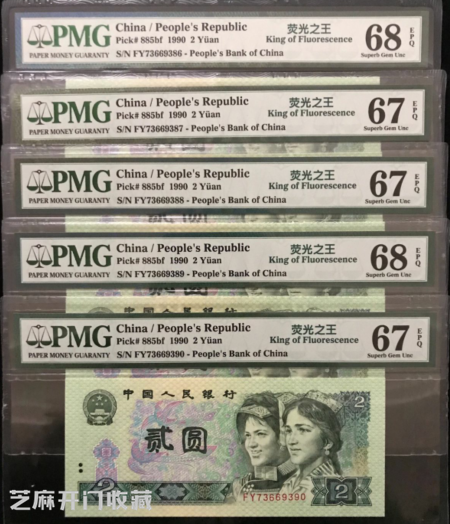 PMG
PAPER MONEY GUARANTY
China / People's Republic
Pick# 885bf 1990 2 Yüan
S/N FY73669386 - People's Bank of China
荧光之王
King of Fluorescence
68 EPQ
Superb Gem Unc
PMG
PAPER MONEY GUARANTY
China / People's Republic
Pick# 885bf 1990 2 Yüan
S/N FY73669387 - People's Bank of China
荧光之王
King of Fluorescence
67 EPQ
Superb Gem Unc
PMG
PAPER MONEY GUARANTY
China / People's Republic
Pick# 885bf 1990 2 Yüan
S/N FY73669388 - People's Bank of China
荧光之王
King of Fluorescence
67 EPQ
Superb Gem Unc
PMG
PAPER MONEY GUARANTY
China / People's Republic
Pick# 885bf 1990 2 Yüan
S/N FY73669389 - People's Bank of China
荧光之王
King of Fluorescence
68 EPQ
Superb Gem Unc
PMG
PAPER MONEY GUARANTY
China / People's Republic
Pick# 885bf 1990 2 Yüan
S/N FY73669390 - People's Bank of China
荧光之王
King of Fluorescence
67 EPQ
Superb Gem Unc
中国人民银行
2
贰圆
FY73669390
2
2
芝麻开门收藏